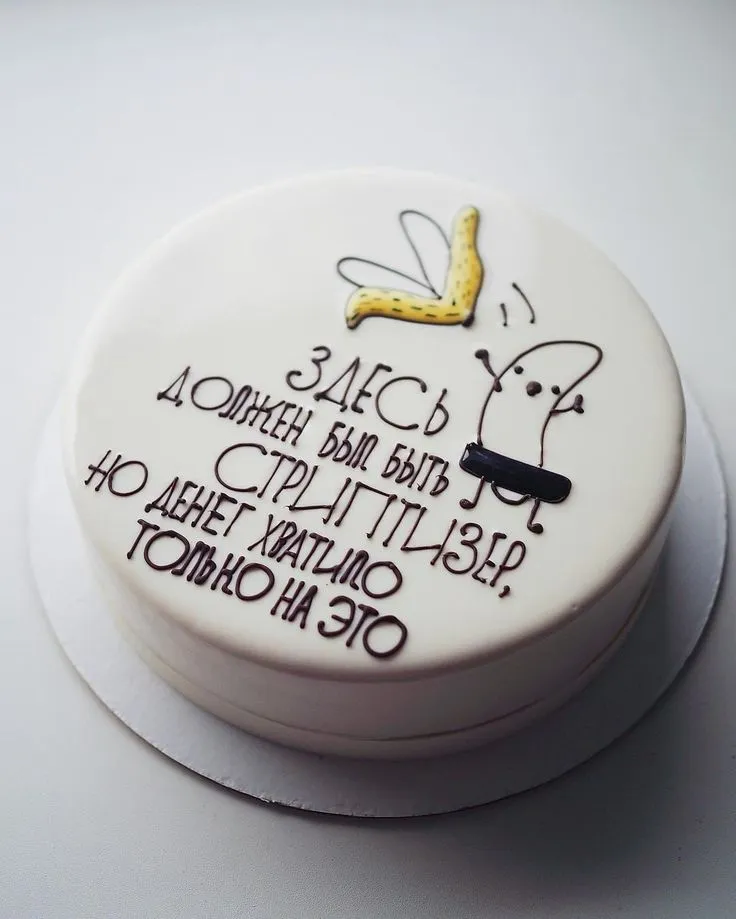 ЗДЕСЬ
ДОЛЖЕН БЫЛ БЫТЬ
СТРИПТИЗЕР,
НО ДЕНЕГ ХВАТИЛО
ТОЛЬКО НА ЭТО